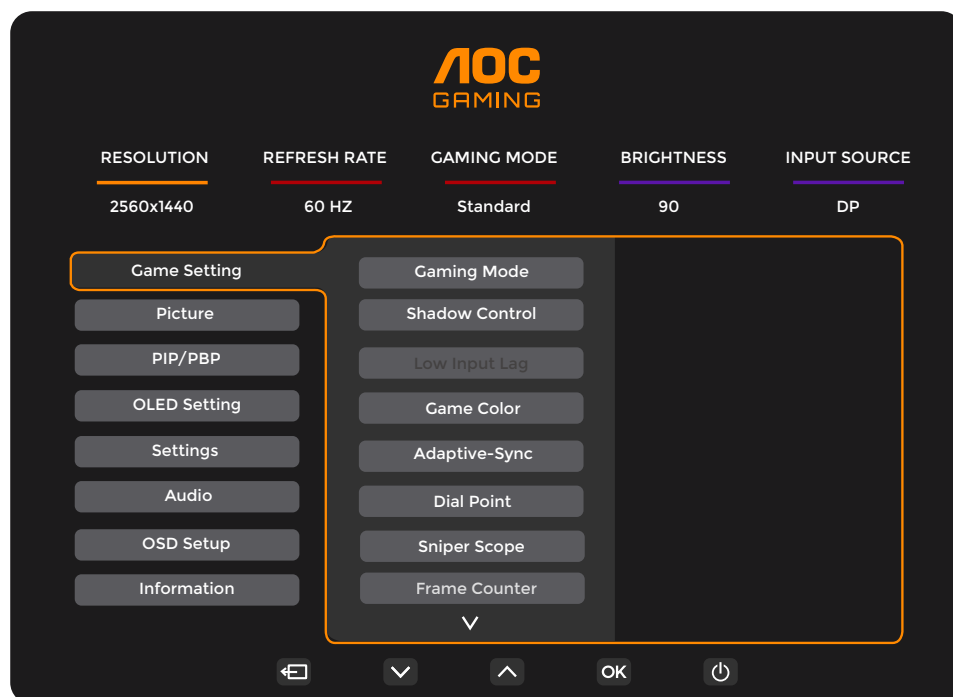 AOC
GAMING
RESOLUTION REFRESH RATE GAMING MODE BRIGHTNESS INPUT SOURCE
2560x1440 60 HZ Standard 90 DP
Game Setting Gaming Mode
Picture Shadow Control
PIP/PBP Low Input Lag
OLED Setting Game Color
Settings Adaptive-Sync
Audio Dial Point
OSD Setup Sniper Scope
Information Frame Counter
OK